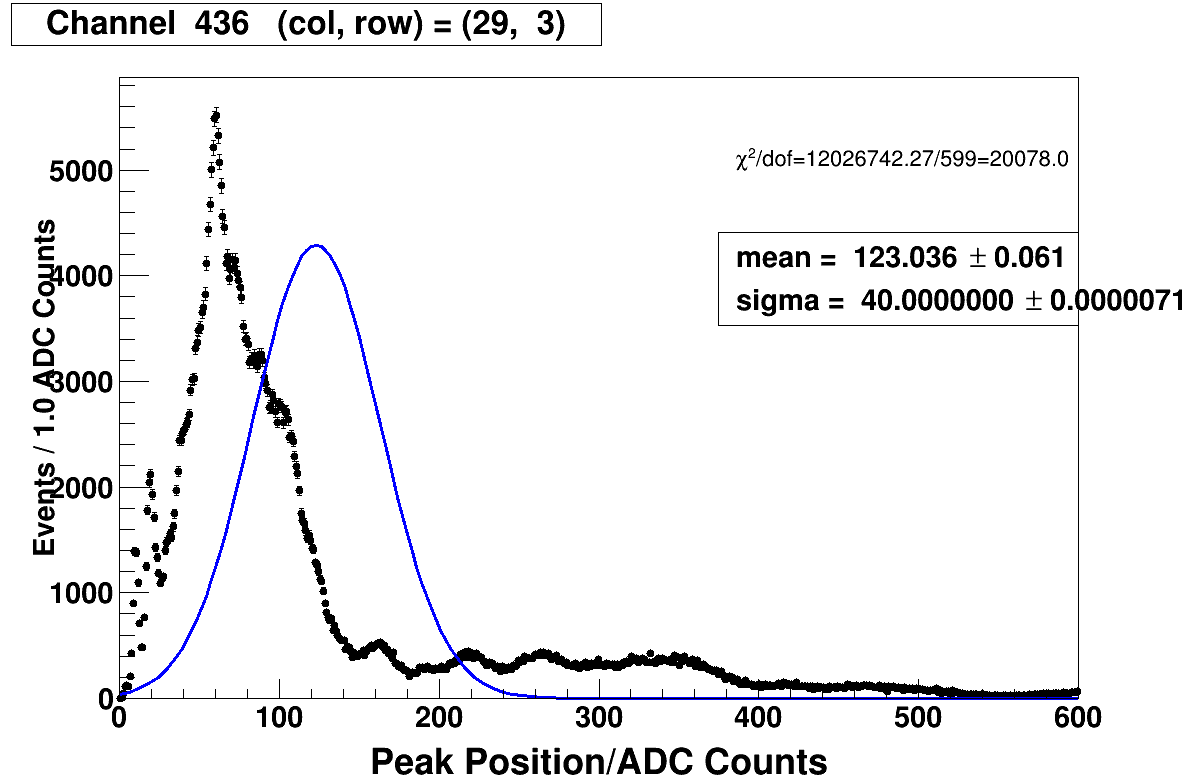 Channel 436 (col, row) = (29, 3)
χ²/dof=12026742.27/599=20078.0
mean = 123.036 ± 0.061
sigma = 40.0000000 ± 0.0000071
Events / 1.0 ADC Counts
5000
4000
3000
2000
1000
0
0 100 200 300 400 500 600
Peak Position/ADC Counts